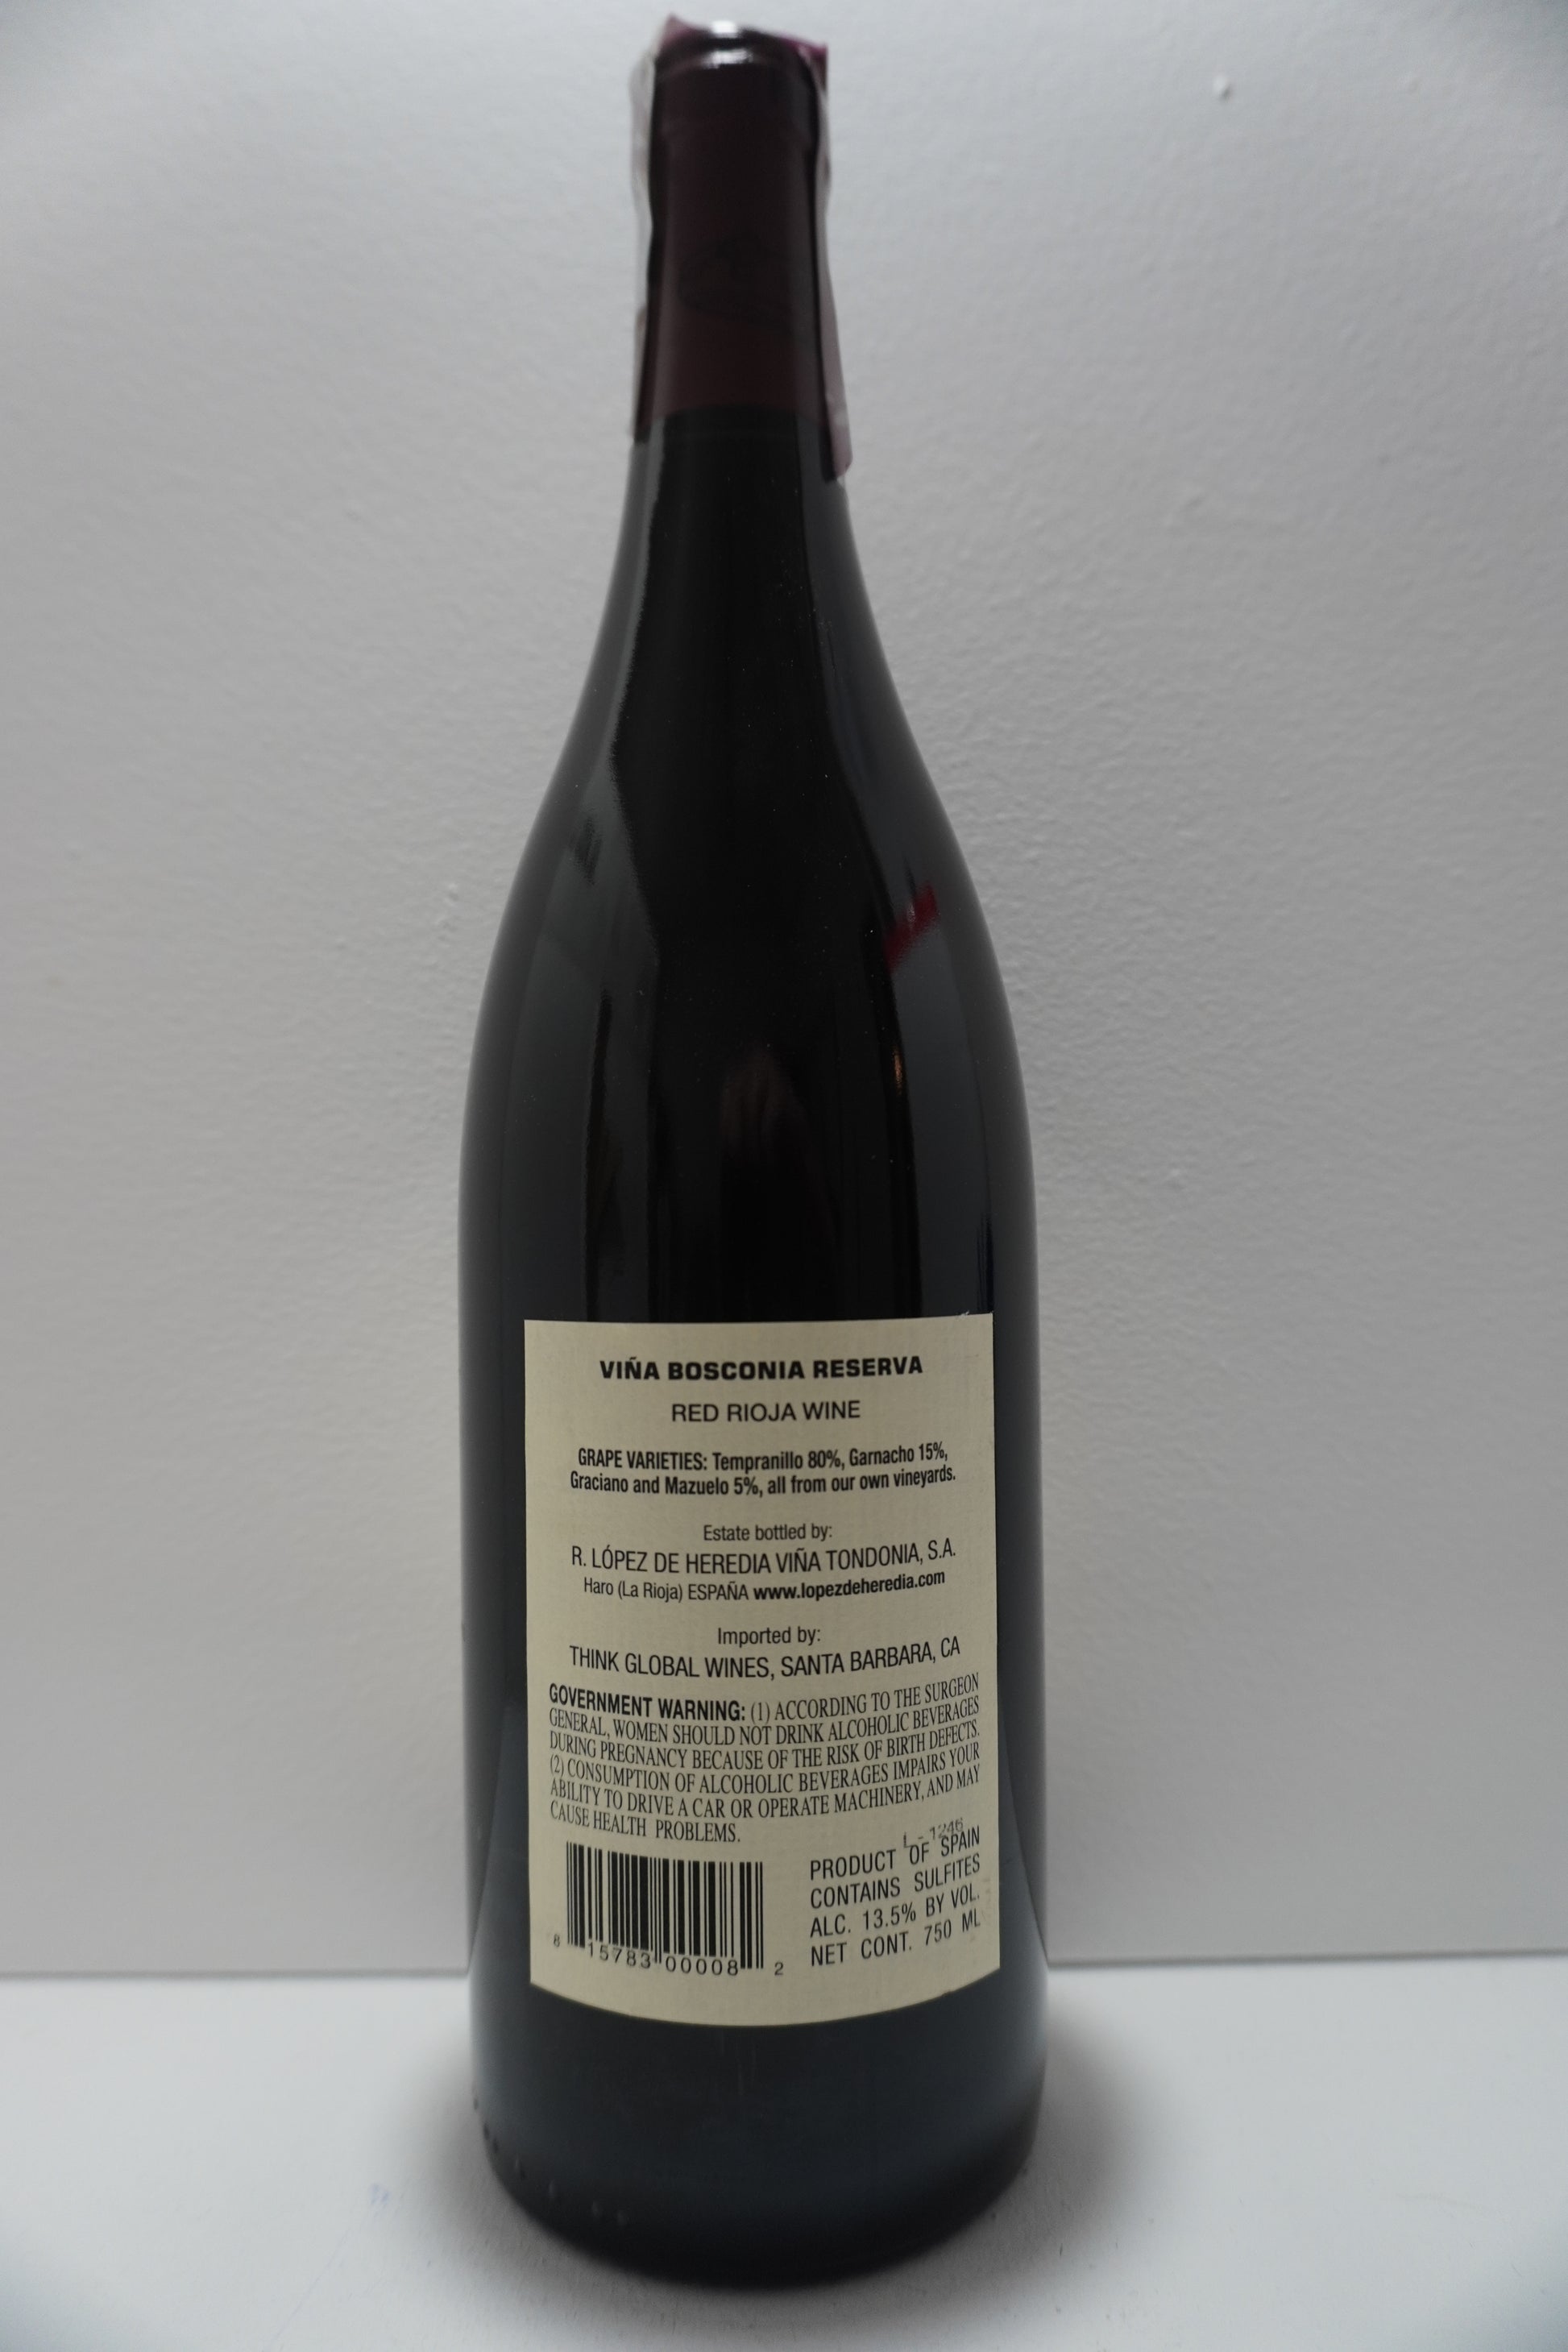 VIÑA BOSCONIA RESERVA
RED RIOJA WINE
GRAPE VARIETIES: Tempranillo 80%, Garnacho 15%,
Graciano and Mazuelo 5%, all from our own vineyards.
Estate bottled by:
R. LÓPEZ DE HEREDIA VIÑA TONDONIA, S.A.
Haro (La Rioja) ESPAÑA www.lopezdeheredia.com
Imported by:
THINK GLOBAL WINES, SANTA BARBARA, CA
GOVERNMENT WARNING: (1) ACCORDING TO THE SURGEON
GENERAL, WOMEN SHOULD NOT DRINK ALCOHOLIC BEVERAGES
DURING PREGNANCY BECAUSE OF THE RISK OF BIRTH DEFECTS.
(2) CONSUMPTION OF ALCOHOLIC BEVERAGES IMPAIRS YOUR
ABILITY TO DRIVE A CAR OR OPERATE MACHINERY, AND MAY
CAUSE HEALTH PROBLEMS.
L - 1246
PRODUCT OF SPAIN
CONTAINS SULFITES
ALC. 13.5% BY VOL.
NET CONT. 750 ML
8 15783 00008 2